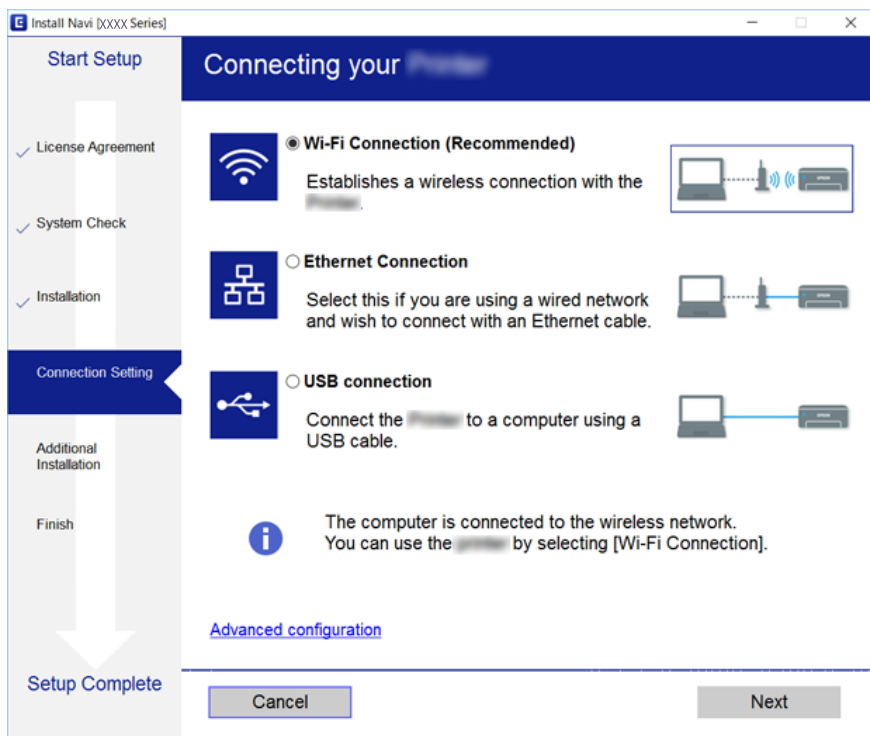 E Install Navi [XXXX Series]
Start Setup
License Agreement
System Check
Installation
Connection Setting
Additional
Installation
Finish
Setup Complete
Connecting your
Wi-Fi Connection (Recommended)
Establishes a wireless connection with the
.
EPSON
Ethernet Connection
Select this if you are using a wired network
and wish to connect with an Ethernet cable.
EPSON
USB connection
Connect the to a computer using a
USB cable.
EPSON
The computer is connected to the wireless network.
You can use the by selecting [Wi-Fi Connection].
Advanced configuration
Cancel
Next